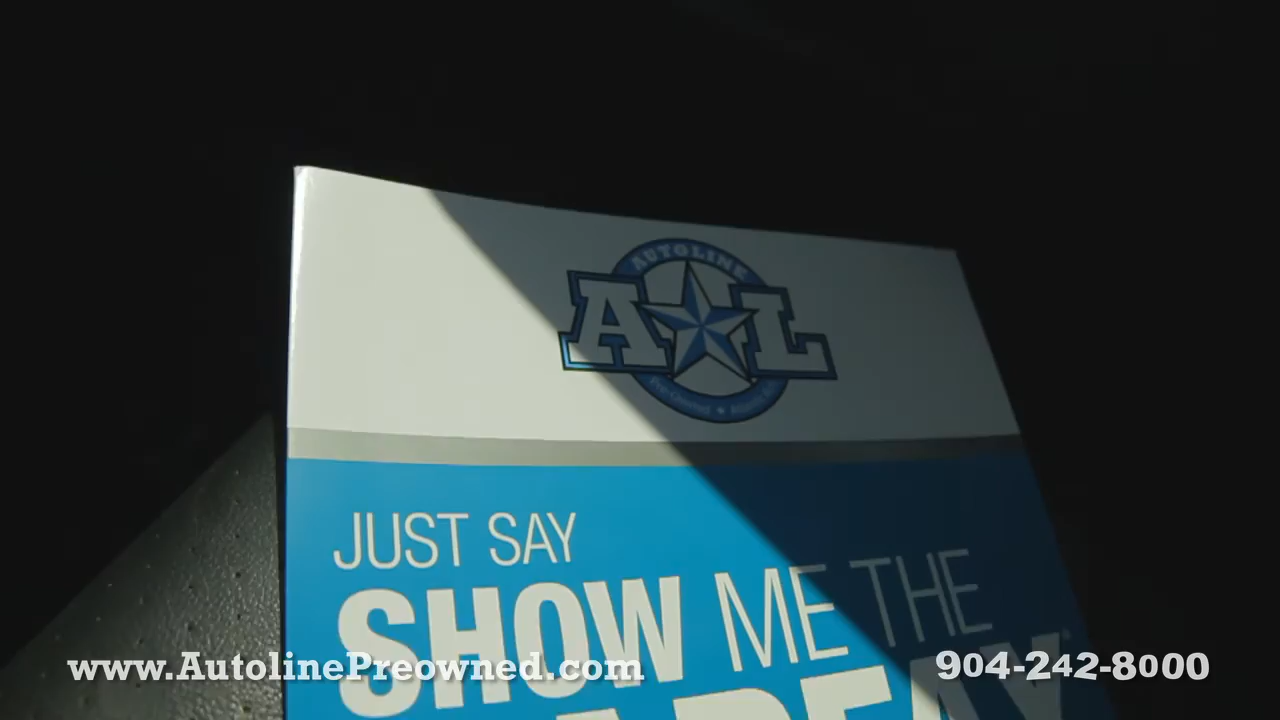 AUTOLINE
A L
JUST SAY
SHOW ME THE
www.AutolinePreowned.com
904-242-8000